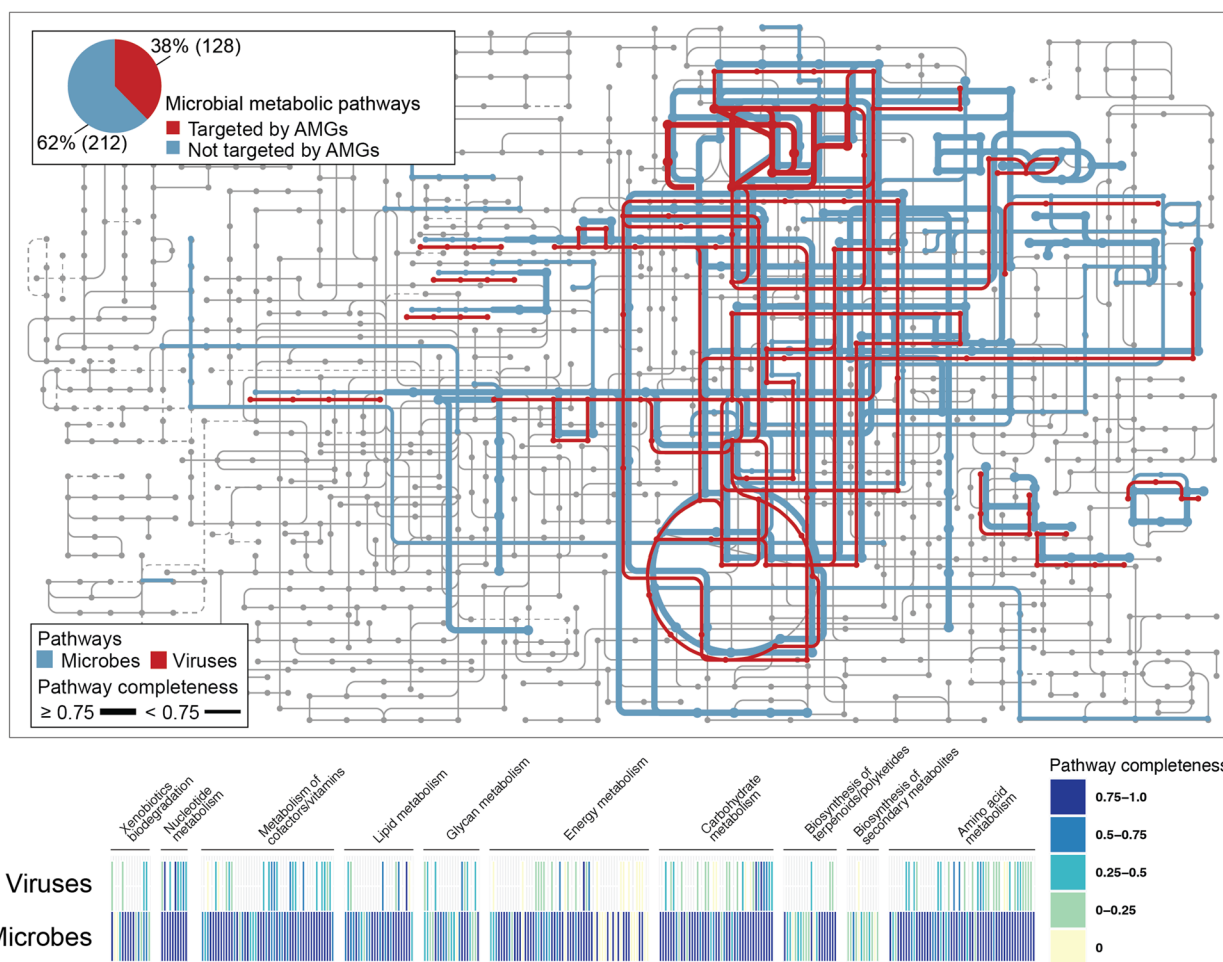 38% (128)
62% (212)
Microbial metabolic pathways
Targeted by AMGs
Not targeted by AMGs
Pathways
Microbes Viruses
Pathway completeness
≥ 0.75 < 0.75
Xenobiotics
biodegradation
Nucleotide
metabolism
Metabolism of
cofactors/vitamins
Lipid metabolism
Glycan metabolism
Energy metabolism
Carbohydrate
metabolism
Biosynthesis of
terpenoids/polyketides
Biosynthesis of
secondary metabolites
Amino acid
metabolism
Pathway completeness
0.75–1.0
0.5–0.75
0.25–0.5
0–0.25
0
Viruses
Microbes